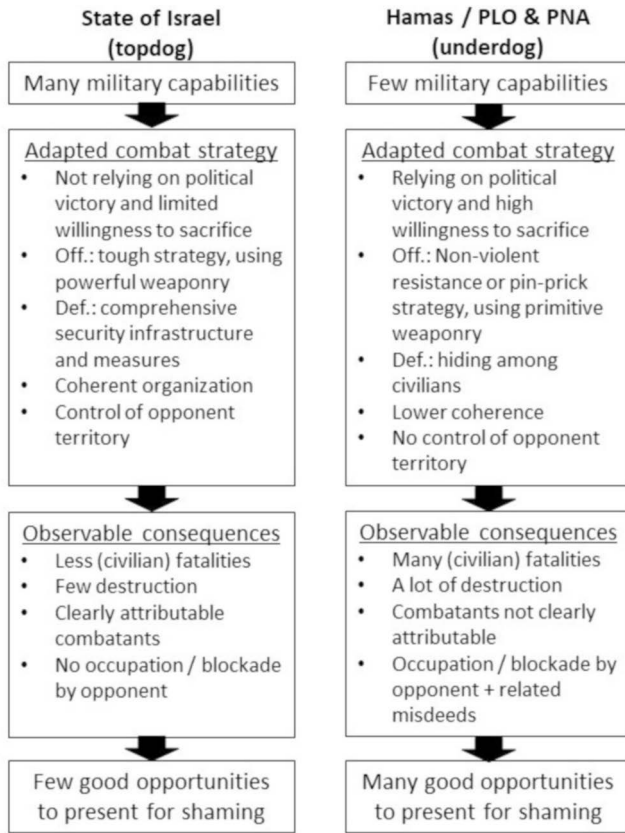 State of Israel
(topdog)
Many military capabilities
Adapted combat strategy
• Not relying on political
victory and limited
willingness to sacrifice
• Off.: tough strategy, using
powerful weaponry
• Def.: comprehensive
security infrastructure
and measures
• Coherent organization
• Control of opponent
territory
Observable consequences
• Less (civilian) fatalities
• Few destruction
• Clearly attributable
combatants
• No occupation / blockade
by opponent
Few good opportunities
to present for shaming
Hamas / PLO & PNA
(underdog)
Few military capabilities
Adapted combat strategy
• Relying on political
victory and high
willingness to sacrifice
• Off.: Non-violent
resistance or pin-prick
strategy, using primitive
weaponry
• Def.: hiding among
civilians
• Lower coherence
• No control of opponent
territory
Observable consequences
• Many (civilian) fatalities
• A lot of destruction
• Combatants not clearly
attributable
• Occupation / blockade by
opponent + related
misdeeds
Many good opportunities
to present for shaming